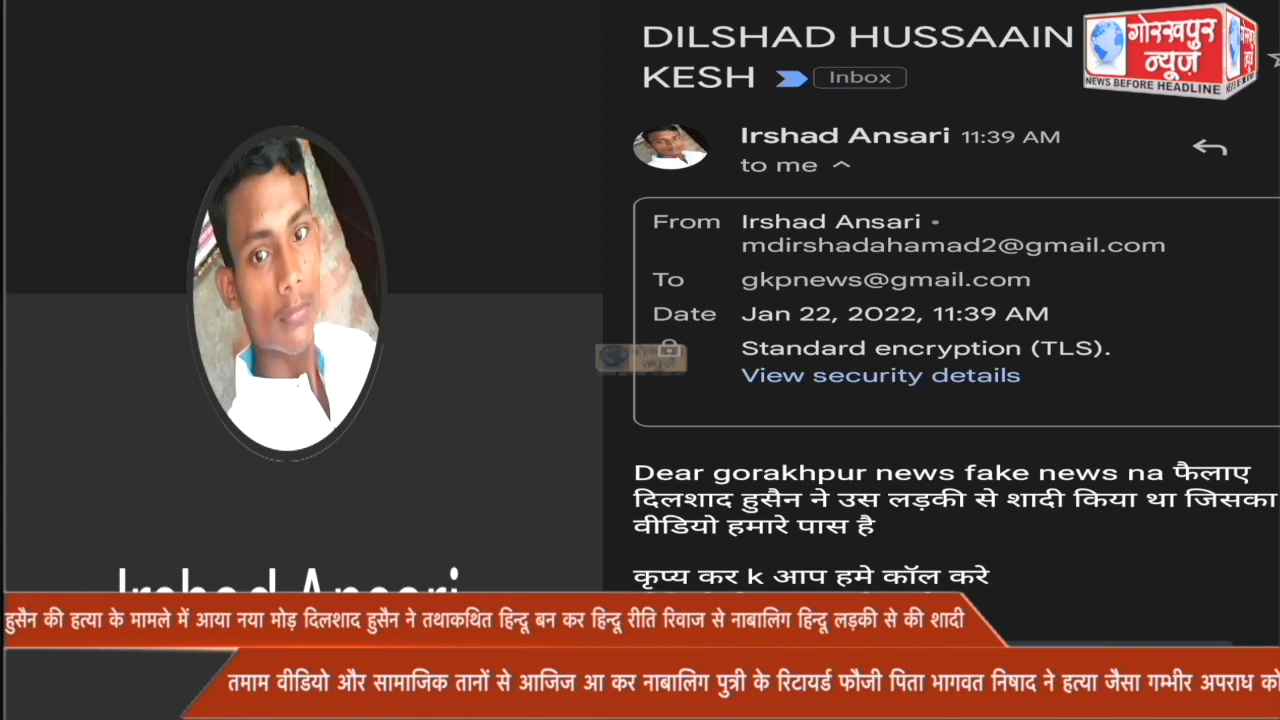 DILSHAD HUSSAAIN
KESH Inbox
गोरखपुर
न्यूज़
NEWS BEFORE HEADLINE
Irshad Ansari 11:39 AM
to me
From Irshad Ansari •
mdirshadahamad2@gmail.com
To gkpnews@gmail.com
Date Jan 22, 2022, 11:39 AM
Standard encryption (TLS).
View security details
Dear gorakhpur news fake news na फैलाए
दिलशाद हुसैन ने उस लड़की से शादी किया था जिसका
वीडियो हमारे पास है
कृप्य कर k आप हमे कॉल करे
Irshad Ansari
हुसैन की हत्या के मामले में आया नया मोड़ दिलशाद हुसैन ने तथाकथित हिन्दू बन कर हिन्दू रीति रिवाज से नाबालिग हिन्दू लड़की से की शादी
तमाम वीडियो और सामाजिक तानों से आजिज आ कर नाबालिग पुत्री के रिटायर्ड फौजी पिता भागवत निषाद ने हत्या जैसा गम्भीर अपराध को